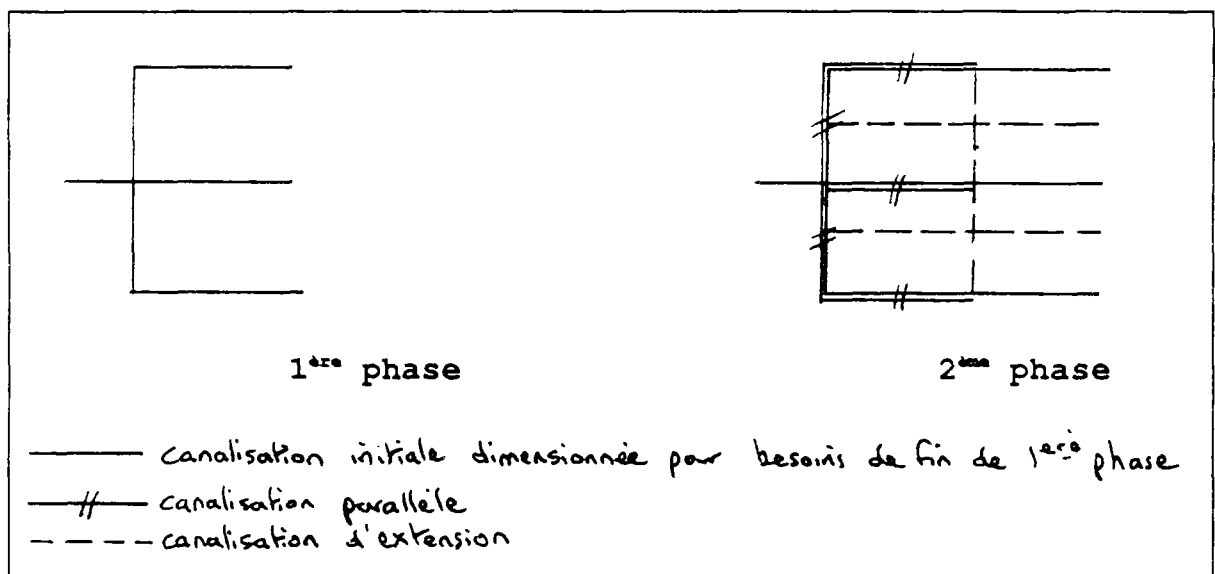 1ère phase
2ème phase
canalisation initiale dimensionnée pour besoins de fin de 1ère phase
canalisation parallèle
canalisation d'extension